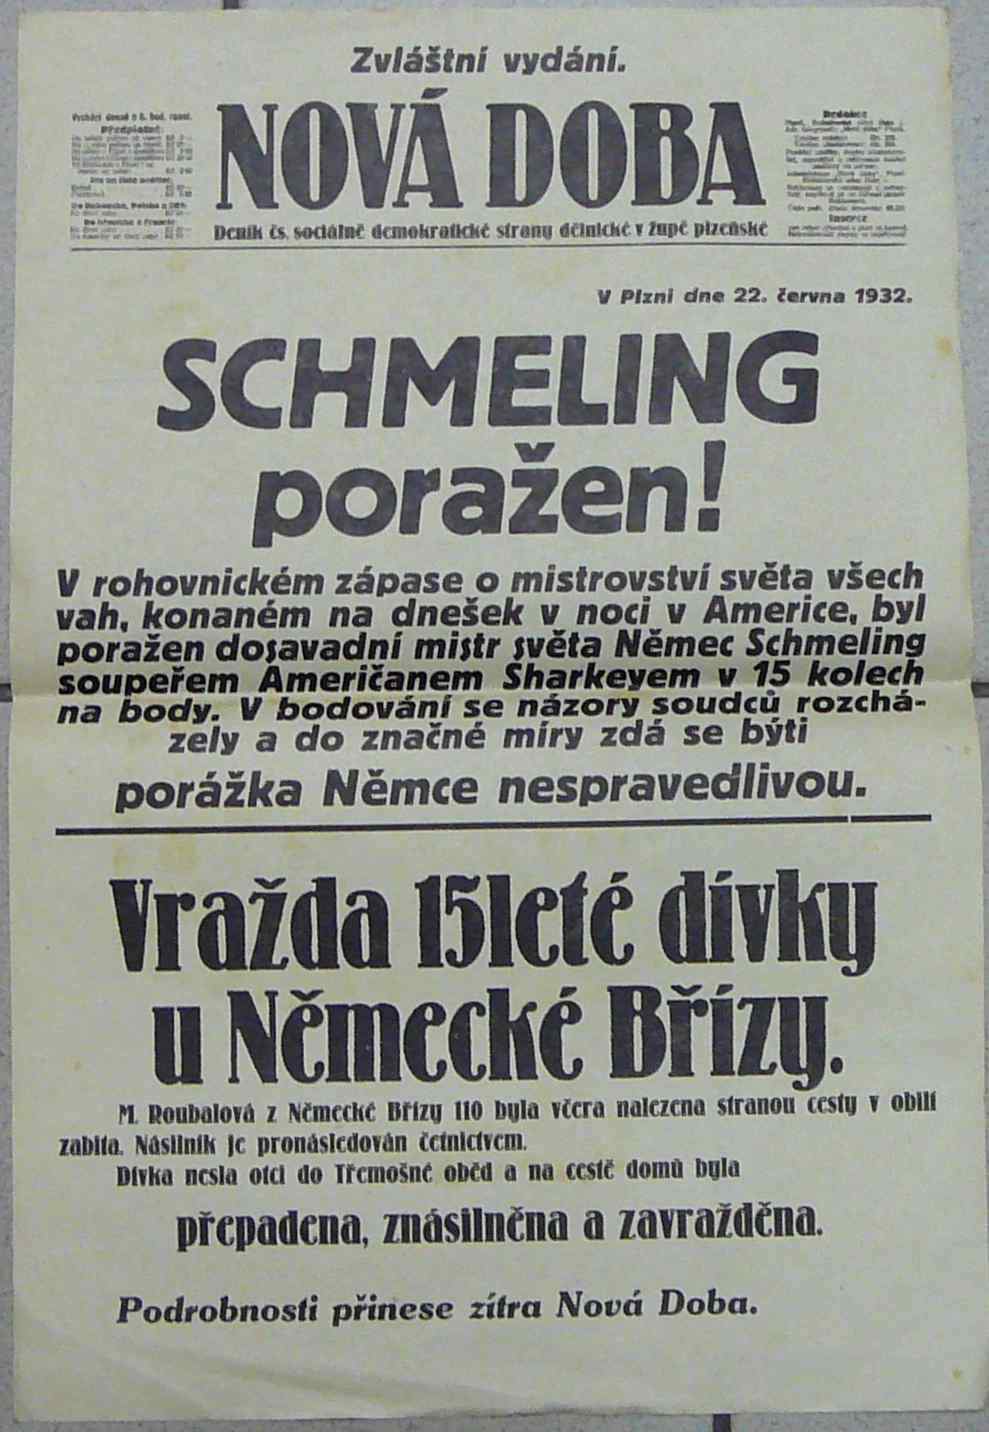 Zvláštní vydání.
NOVÁ DOBA
Deník čs. sociálně demokratické strany dělnické v župě plzeňské
Předplatné:
Redakce
Inserce
V Plzni dne 22. června 1932.
SCHMELING
poražen!
V rohovnickém zápase o mistrovství světa všech
vah, konaném na dnešek v noci v Americe, byl
poražen dosavadní mistr světa Němec Schmeling
soupeřem Američanem Sharkeyem v 15 kolech
na body. V bodování se názory soudců rozchá-
zely a do značné míry zdá se býti
porážka Němce nespravedlivou.
Vražda 15leté dívky
u Německé Břízy.
M. Roubalová z Německé Břízy 110 byla včera nalezena stranou cesty v obilí
zabita. Násilník je pronásledován četnictvem.
Dívka nesla otci do Třemošné oběd a na cestě domů byla
přepadena, znásilněna a zavražděna.
Podrobnosti přinese zítra Nová Doba.